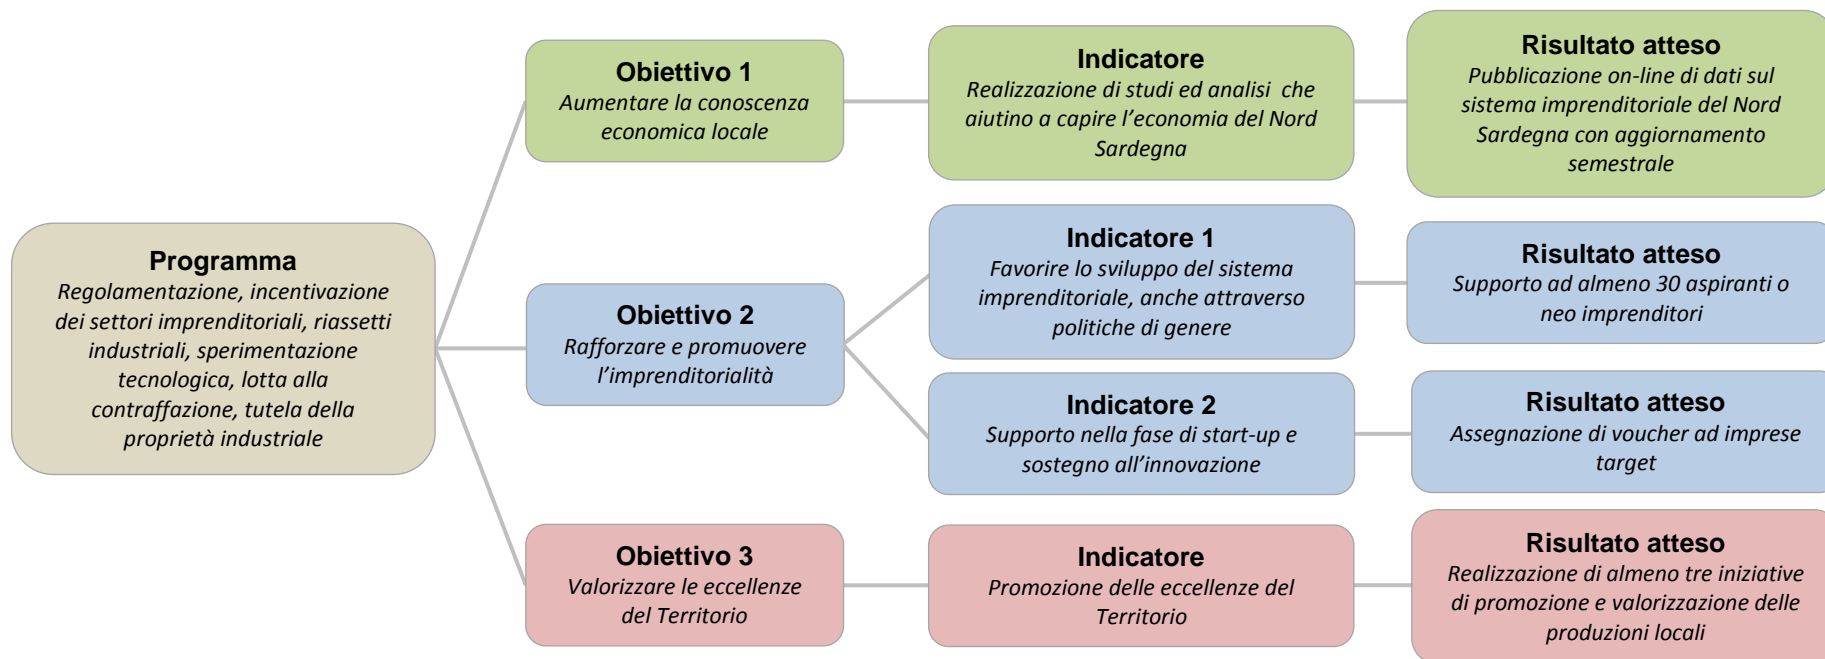 Programma
Regolamentazione, incentivazione
dei settori imprenditoriali, riassetti
industriali, sperimentazione
tecnologica, lotta alla
contraffazione, tutela della
proprietà industriale
Obiettivo 1
Aumentare la conoscenza
economica locale
Indicatore
Realizzazione di studi ed analisi  che
aiutino a capire l'economia del Nord
Sardegna
Risultato atteso
Pubblicazione on-line di dati sul
sistema imprenditoriale del Nord
Sardegna con aggiornamento
semestrale
Obiettivo 2
Rafforzare e promuovere
l'imprenditorialità
Indicatore 1
Favorire lo sviluppo del sistema
imprenditoriale, anche attraverso
politiche di genere
Risultato atteso
Supporto ad almeno 30 aspiranti o
neo imprenditori
Indicatore 2
Supporto nella fase di start-up e
sostegno all'innovazione
Risultato atteso
Assegnazione di voucher ad imprese
target
Obiettivo 3
Valorizzare le eccellenze
del Territorio
Indicatore
Promozione delle eccellenze del
Territorio
Risultato atteso
Realizzazione di almeno tre iniziative
di promozione e valorizzazione delle
produzioni locali